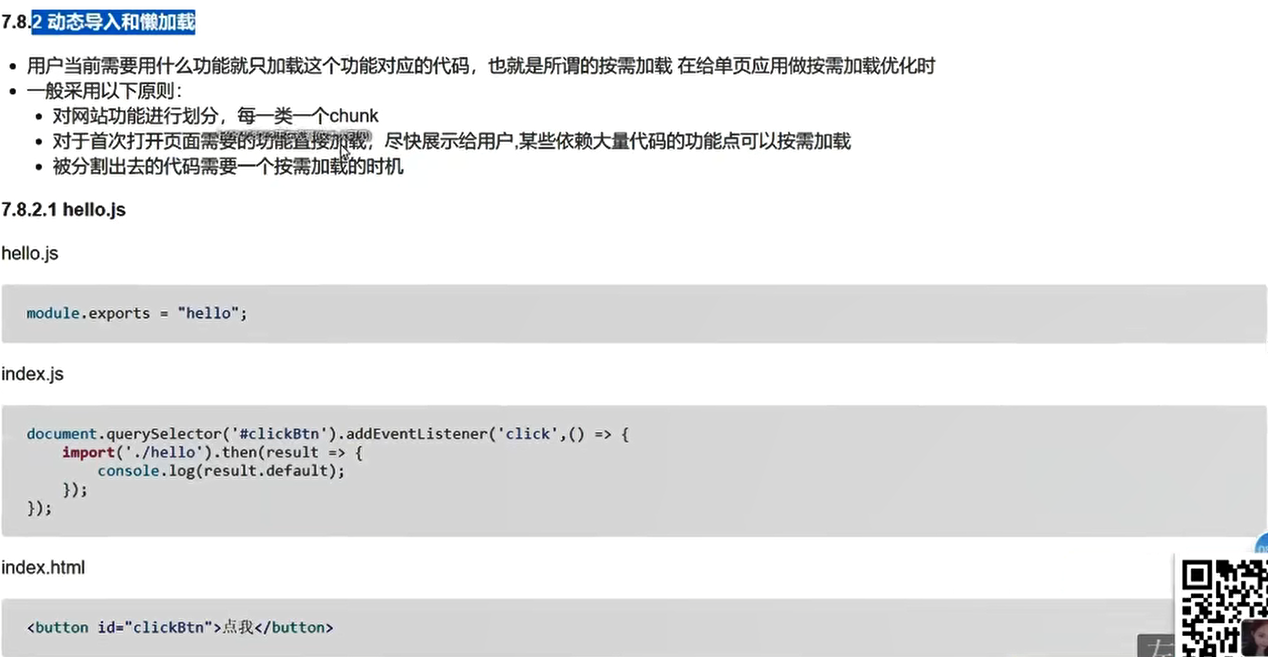 7.8.2 动态导入和懒加载
用户当前需要用什么功能就只加载这个功能对应的代码，也就是所谓的按需加载 在给单页应用做按需加载优化时
一般采用以下原则：
对网站功能进行划分，每一类一个chunk
对于首次打开页面需要的功能直接加载，尽快展示给用户,某些依赖大量代码的功能点可以按需加载
被分割出去的代码需要一个按需加载的时机
7.8.2.1 hello.js
hello.js
module.exports = "hello";
index.js
document.querySelector('#clickBtn').addEventListener('click',() => {
    import('./hello').then(result => {
        console.log(result.default);
    });
});
index.html
<button id="clickBtn">点我</button>